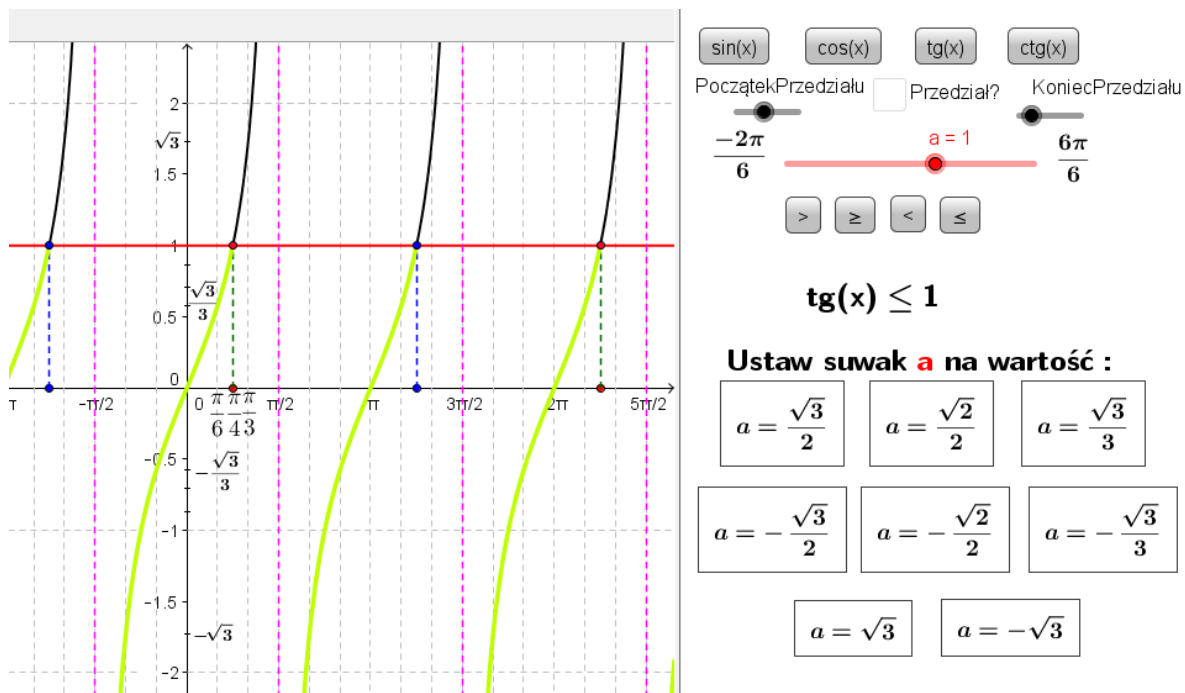 sin(x) cos(x) tg(x) ctg(x)
PoczątekPrzedziału Przedział? KoniecPrzedziału
−2π/6 a = 1 6π/6
> ≥ < ≤
tg(x) ≤ 1
Ustaw suwak a na wartość :
a = √3/2 a = √2/2 a = √3/3
a = − √3/2 a = − √2/2 a = − √3/3
a = √3 a = −√3
2
√3
1.5
1
√3/3
0.5
0
π −π/2 0 π/6 π/4 π/3 π/2 π 3π/2 2π 5π/2
−0.5
−√3/3
−1
−1.5
−√3
−2